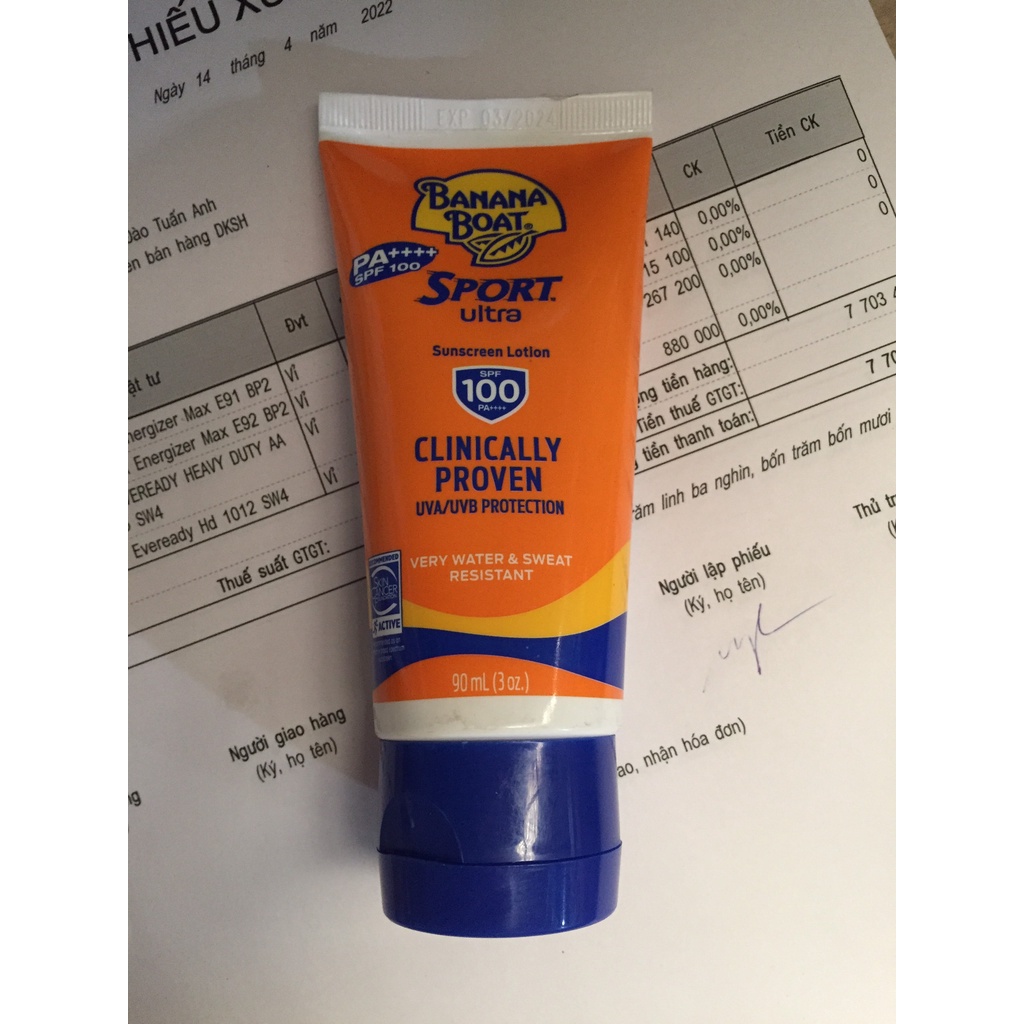 HIẾU
Ngày 14 tháng 4 năm 2022
Tuấn Anh
bán hàng DKSH
EXP 03/2024
BANANA
BOAT®
PA++++
SPF 100
SPORT
ultra
Sunscreen Lotion
SPF
100
PA++++
CLINICALLY
PROVEN
UVA/UVB PROTECTION
VERY WATER & SWEAT
RESISTANT
90 mL (3 oz.)
SKIN
CANCER
ACTIVE
CK Tiền CK
140 0,00% 0
15 100 0,00% 0
267 200 0,00% 0
880 000 0,00%
tiền hàng: 7 703
Tiền thuế GTGT:
tiền thanh toán: 7
tư Đvt
Energizer Max E91 BP2 Vỉ
Energizer Max E92 BP2 Vỉ
HEAVY DUTY AA Vỉ
SW4
Eveready Hd 1012 SW4 Vỉ
Thuế suất GTGT:
linh ba nghìn, bốn trăm bốn mươi
Người lập phiếu
(Ký, họ tên)
Thủ
Người giao hàng
(Ký, họ tên)
nhận hóa đơn)